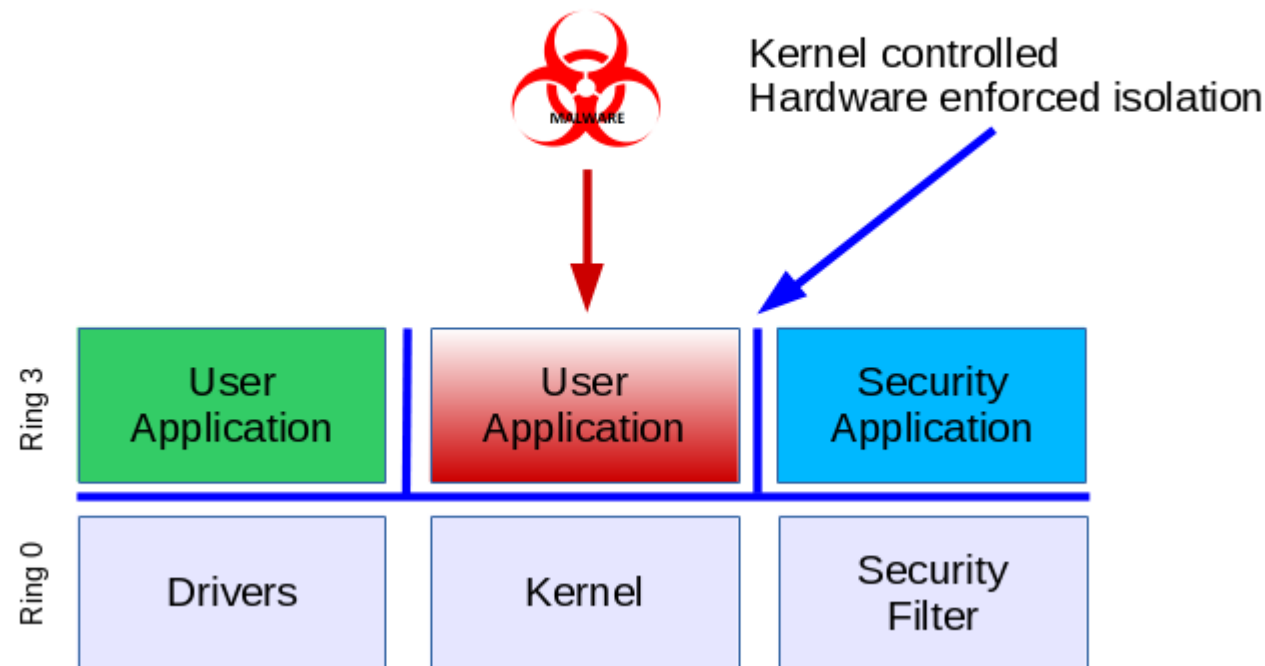 MALWARE
Kernel controlled
Hardware enforced isolation
Ring 3
User
Application
User
Application
Security
Application
Ring 0
Drivers
Kernel
Security
Filter